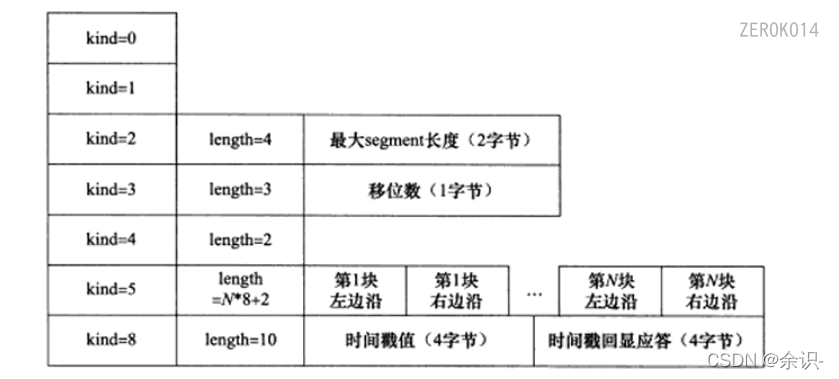 ZEROK014
kind=0
kind=1
kind=2 length=4 最大segment长度（2字节）
kind=3 length=3 移位数（1字节）
kind=4 length=2
kind=5 length =N*8+2 第1块 左边沿 第1块 右边沿 … 第N块 左边沿 第N块 右边沿
kind=8 length=10 时间戳值（4字节） 时间戳回显应答（4字节）
CSDN @余识-